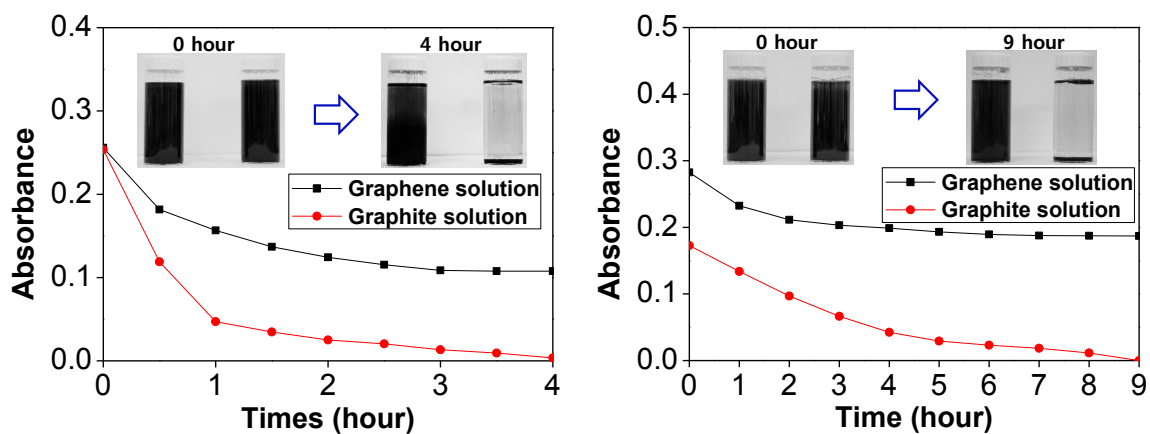 0.4
0.3
0.2
0.1
0.0
Absorbance
0 hour
4 hour
Graphene solution
Graphite solution
0 1 2 3 4
Times (hour)
0.5
0.4
0.3
0.2
0.1
0.0
Absorbance
0 hour
9 hour
Graphene solution
Graphite solution
0 1 2 3 4 5 6 7 8 9
Time (hour)